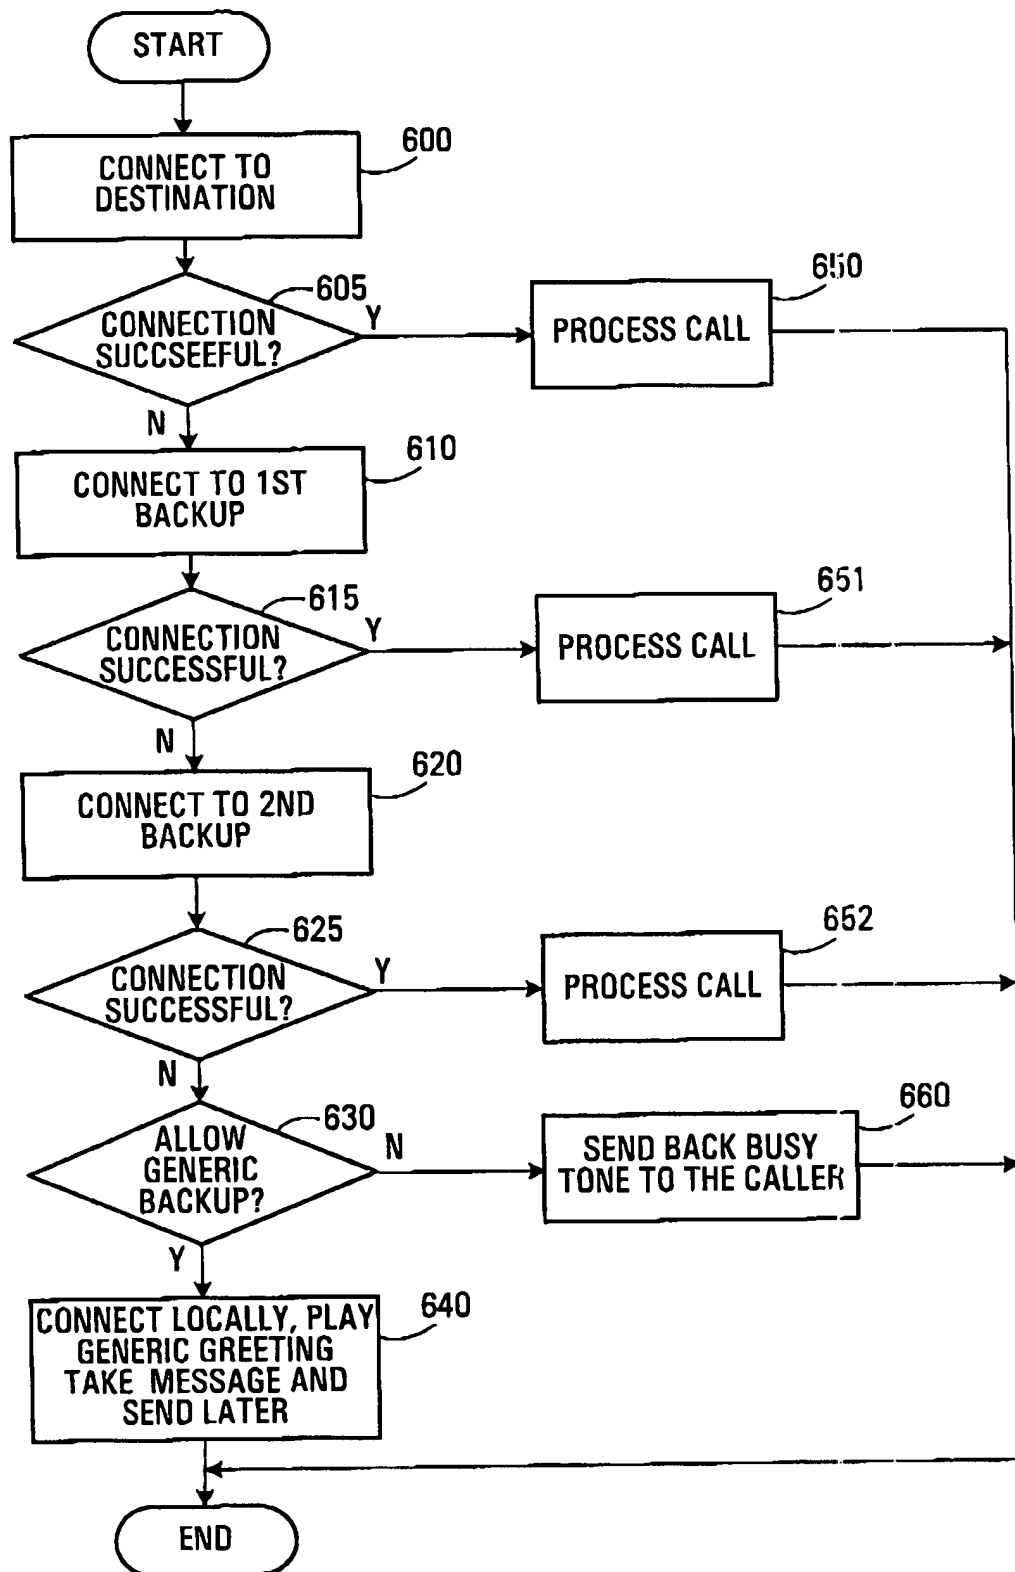 START
600
CONNECT TO
DESTINATION
605
CONNECTION
SUCCSEEFUL?
Y
650
PROCESS CALL
N
610
CONNECT TO 1ST
BACKUP
615
CONNECTION
SUCCESSFUL?
Y
651
PROCESS CALL
N
620
CONNECT TO 2ND
BACKUP
625
CONNECTION
SUCCESSFUL?
Y
652
PROCESS CALL
N
630
ALLOW
GENERIC
BACKUP?
N
660
SEND BACK BUSY
TONE TO THE CALLER
Y
640
CONNECT LOCALLY, PLAY
GENERIC GREETING
TAKE MESSAGE AND
SEND LATER
END